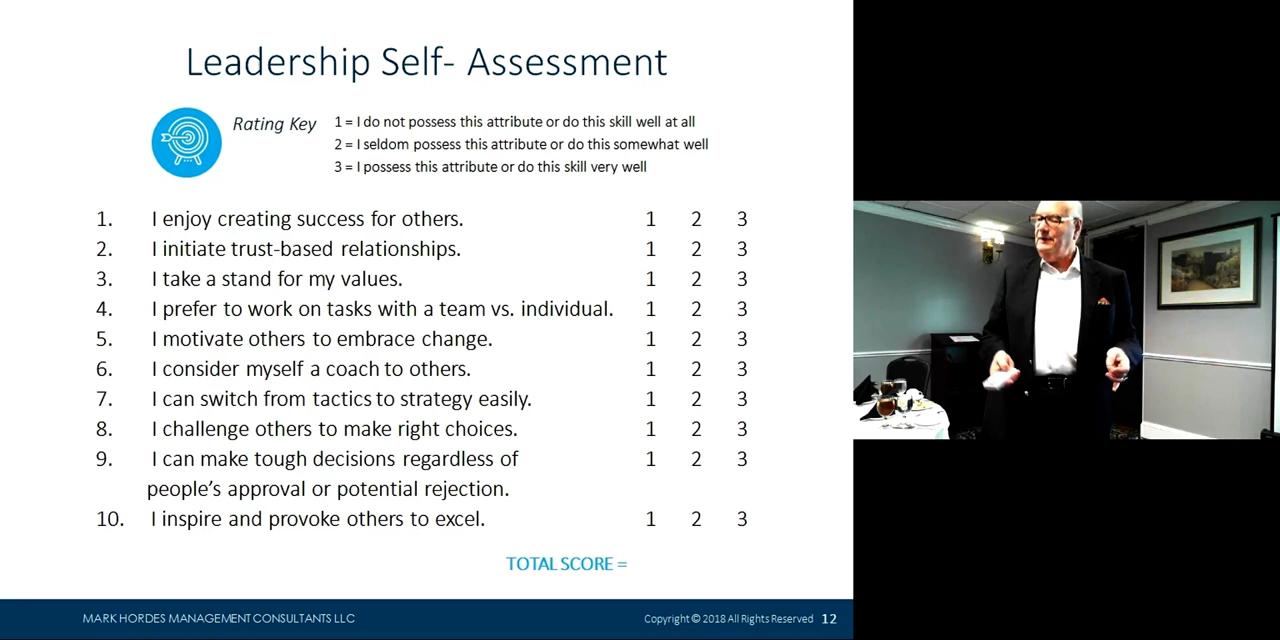 Leadership Self- Assessment
Rating Key
1 = I do not possess this attribute or do this skill well at all
2 = I seldom possess this attribute or do this somewhat well
3 = I possess this attribute or do this skill very well
1. I enjoy creating success for others. 1 2 3
2. I initiate trust-based relationships. 1 2 3
3. I take a stand for my values. 1 2 3
4. I prefer to work on tasks with a team vs. individual. 1 2 3
5. I motivate others to embrace change. 1 2 3
6. I consider myself a coach to others. 1 2 3
7. I can switch from tactics to strategy easily. 1 2 3
8. I challenge others to make right choices. 1 2 3
9. I can make tough decisions regardless of 1 2 3
people’s approval or potential rejection.
10. I inspire and provoke others to excel. 1 2 3
TOTAL SCORE =
MARK HORDES MANAGEMENT CONSULTANTS LLC
Copyright © 2018 All Rights Reserved 12